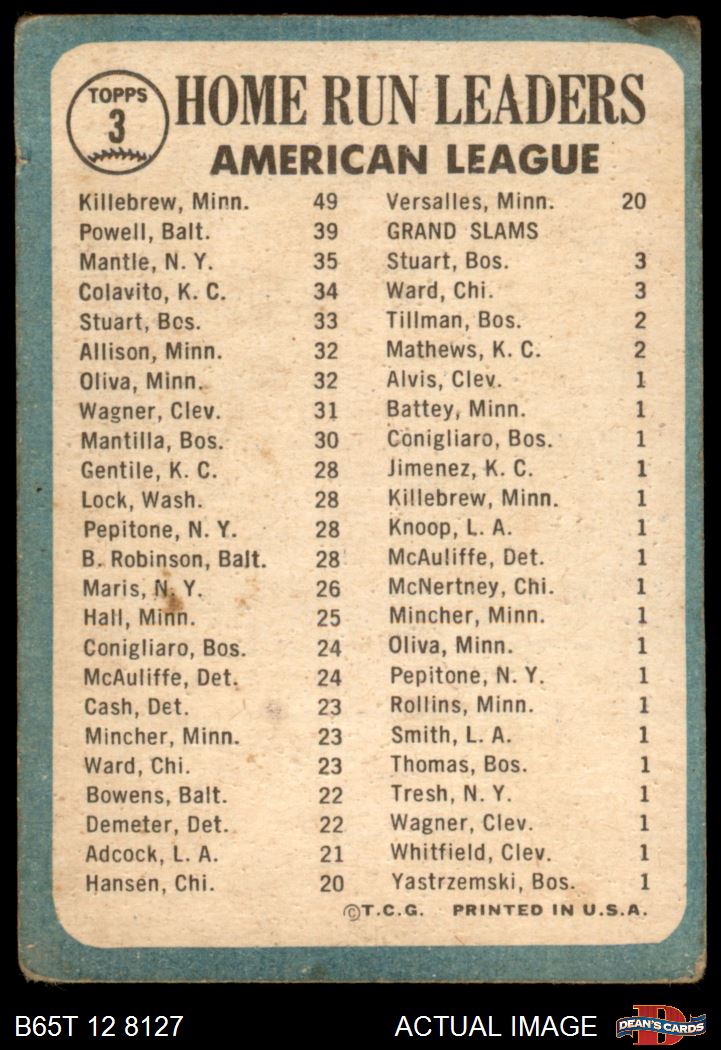 TOPPS
3
HOME RUN LEADERS
AMERICAN LEAGUE
Killebrew, Minn. 49
Powell, Balt. 39
Mantle, N. Y. 35
Colavito, K. C. 34
Stuart, Bos. 33
Allison, Minn. 32
Oliva, Minn. 32
Wagner, Clev. 31
Mantilla, Bos. 30
Gentile, K. C. 28
Lock, Wash. 28
Pepitone, N. Y. 28
B. Robinson, Balt. 28
Maris, N. Y. 26
Hall, Minn. 25
Conigliaro, Bos. 24
McAuliffe, Det. 24
Cash, Det. 23
Mincher, Minn. 23
Ward, Chi. 23
Bowens, Balt. 22
Demeter, Det. 22
Adcock, L. A. 21
Hansen, Chi. 20
Versalles, Minn. 20
GRAND SLAMS
Stuart, Bos. 3
Ward, Chi. 3
Tillman, Bos. 2
Mathews, K. C. 2
Alvis, Clev. 1
Battey, Minn. 1
Conigliaro, Bos. 1
Jimenez, K. C. 1
Killebrew, Minn. 1
Knoop, L. A. 1
McAuliffe, Det. 1
McNertney, Chi. 1
Mincher, Minn. 1
Oliva, Minn. 1
Pepitone, N. Y. 1
Rollins, Minn. 1
Smith, L. A. 1
Thomas, Bos. 1
Tresh, N. Y. 1
Wagner, Clev. 1
Whitfield, Clev. 1
Yastrzemski, Bos. 1
©T.C.G. PRINTED IN U.S.A.
B65T 12 8127
ACTUAL IMAGE
D
DEAN'S CARDS